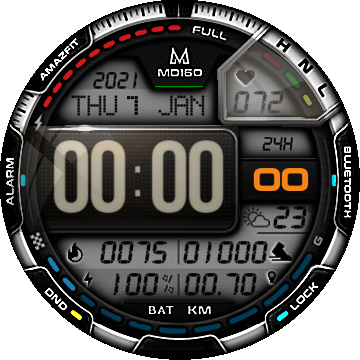 AMAZFIT
FULL
H N L
MD160
2021
THU 7 JAN
072
ALARM
BLUETOOTH
00:00
24H
00
23
0075
01000
G
100%
00.70
BAT KM
DND
LOCK